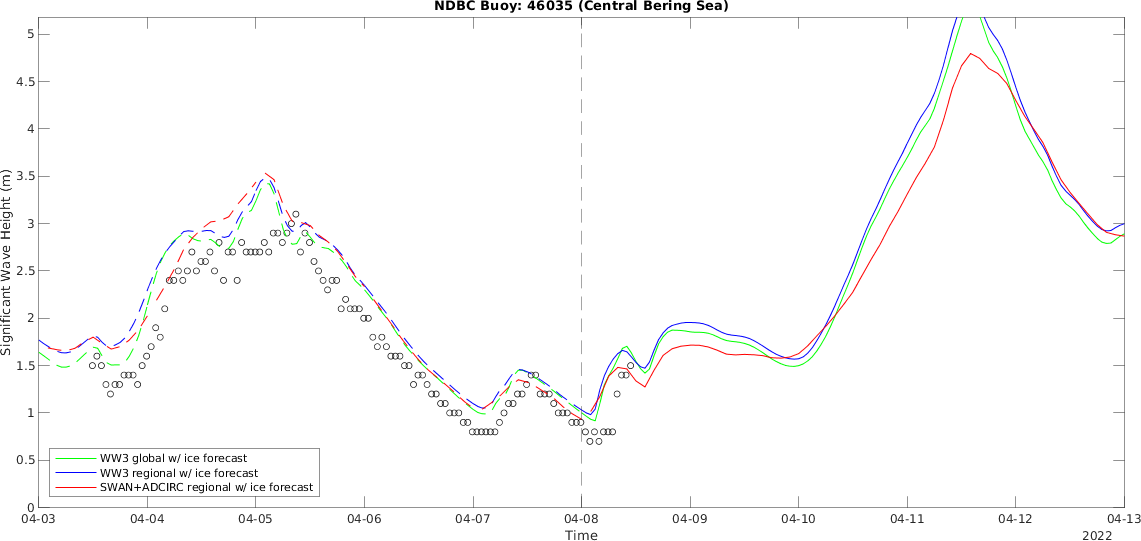 NDBC Buoy: 46035 (Central Bering Sea)
Significant Wave Height (m)
5
4.5
4
3.5
3
2.5
2
1.5
1
0.5
0
WW3 global w/ ice forecast
WW3 regional w/ ice forecast
SWAN+ADCIRC regional w/ ice forecast
04-03 04-04 04-05 04-06 04-07 04-08 04-09 04-10 04-11 04-12 04-13
Time
2022